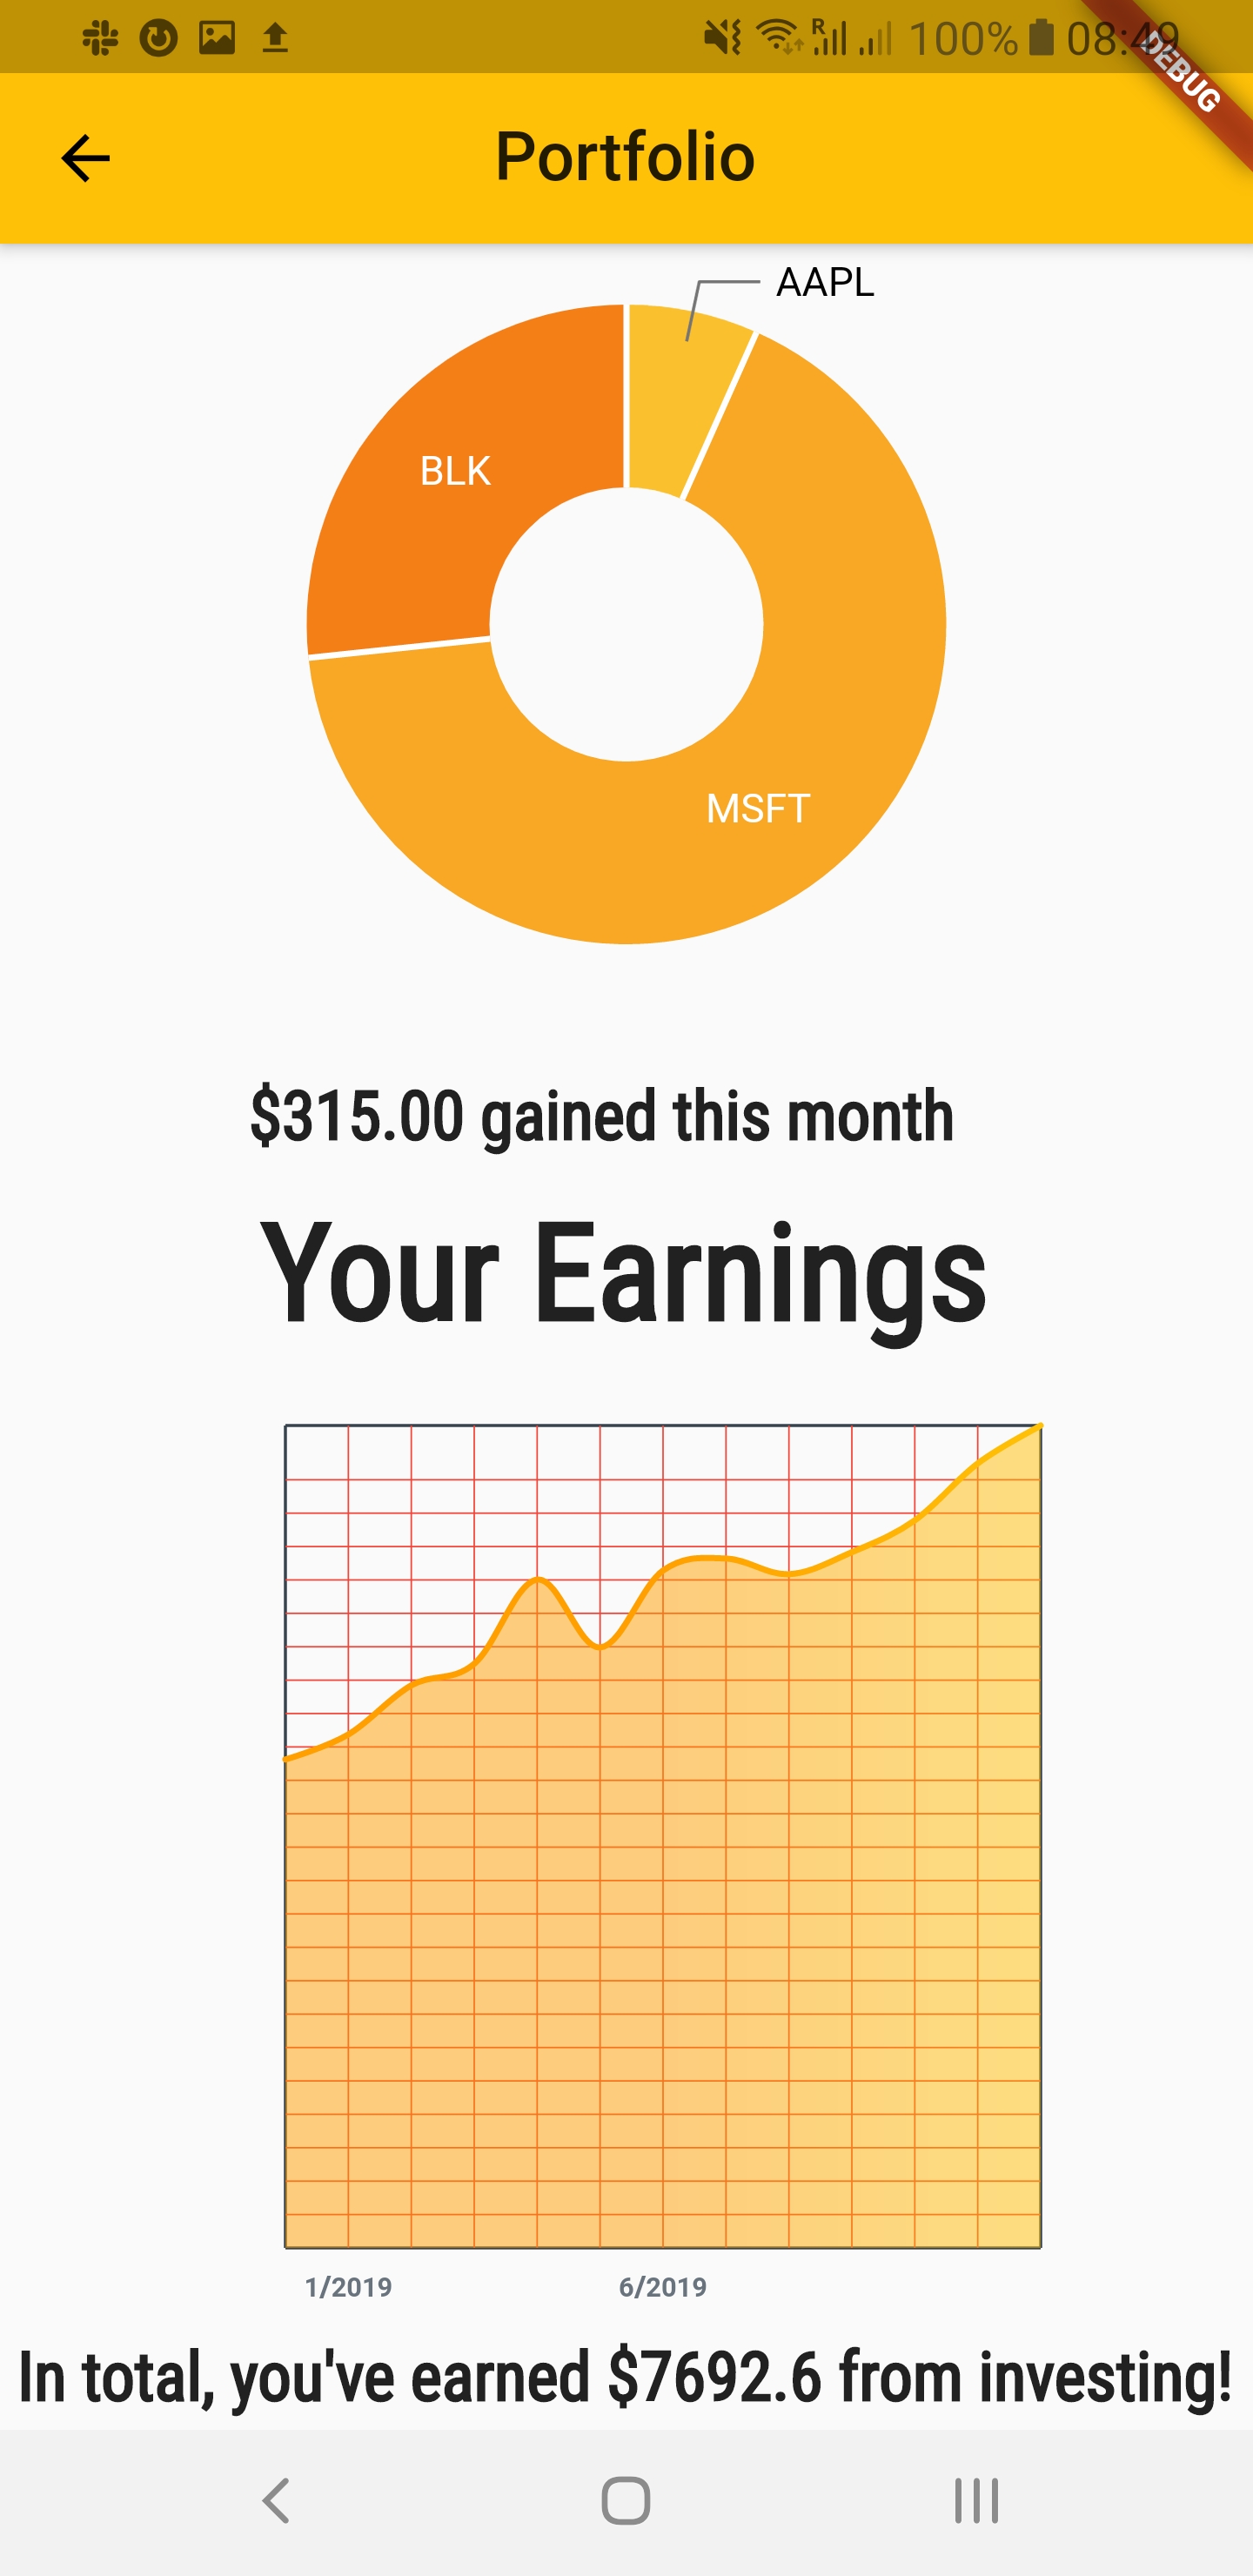 R 100% 08:49
DEBUG
Portfolio
AAPL
BLK
MSFT
$315.00 gained this month
Your Earnings
1/2019 6/2019
In total, you've earned $7692.6 from investing!